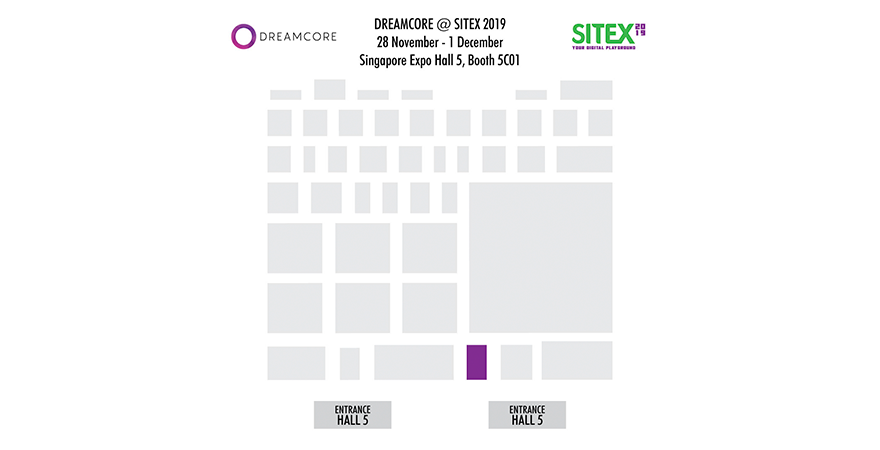 DREAMCORE
DREAMCORE @ SITEX 2019
28 November - 1 December
Singapore Expo Hall 5, Booth 5C01
SITEX 2019
YOUR DIGITAL PLAYGROUND
ENTRANCE
HALL 5
ENTRANCE
HALL 5